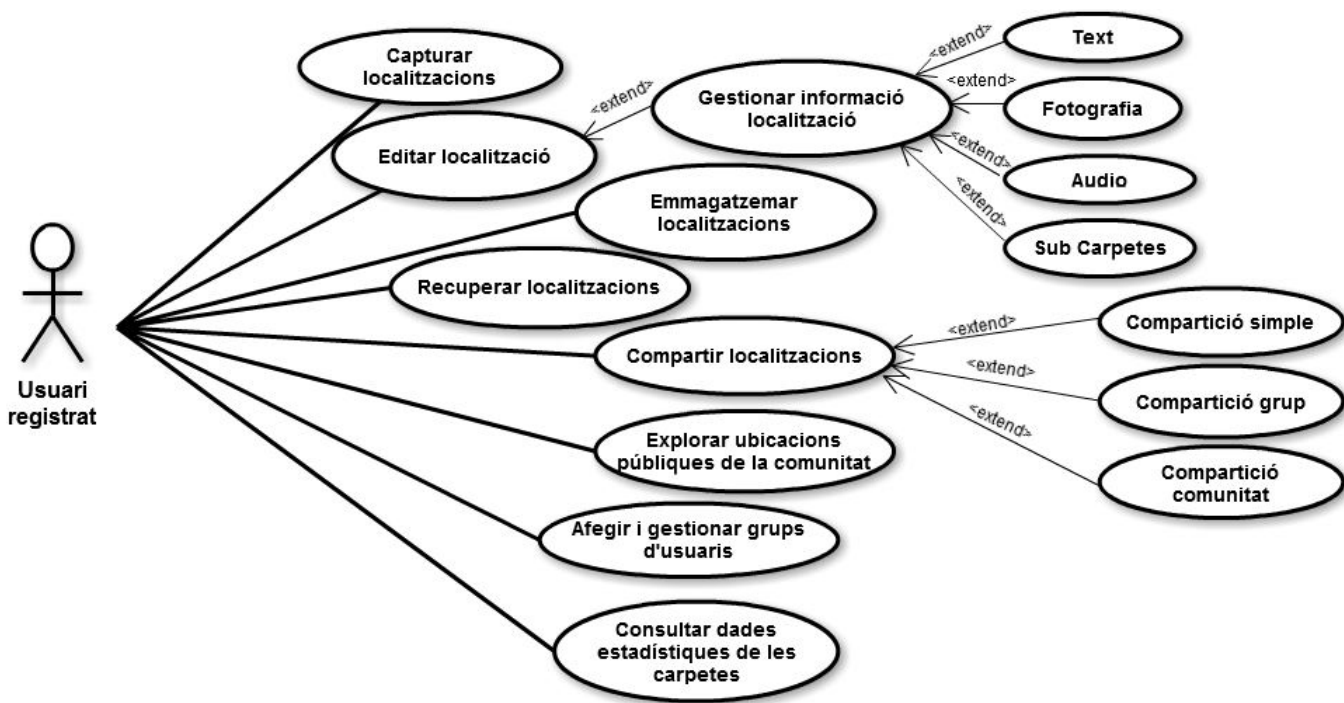 Capturar
localitzacions
Editar localització
<extend>
Gestionar informació
localització
<extend>
Text
<extend>
Fotografia
<extend>
Audio
<extend>
Sub Carpetes
Emmagatzemar
localitzacions
Recuperar localitzacions
Usuari
registrat
Compartir localitzacions
<extend>
Compartició simple
<extend>
Compartició grup
<extend>
Compartició
comunitat
Explorar ubicacions
públiques de la comunitat
Afegir i gestionar grups
d'usuaris
Consultar dades
estadístiques de les
carpetes